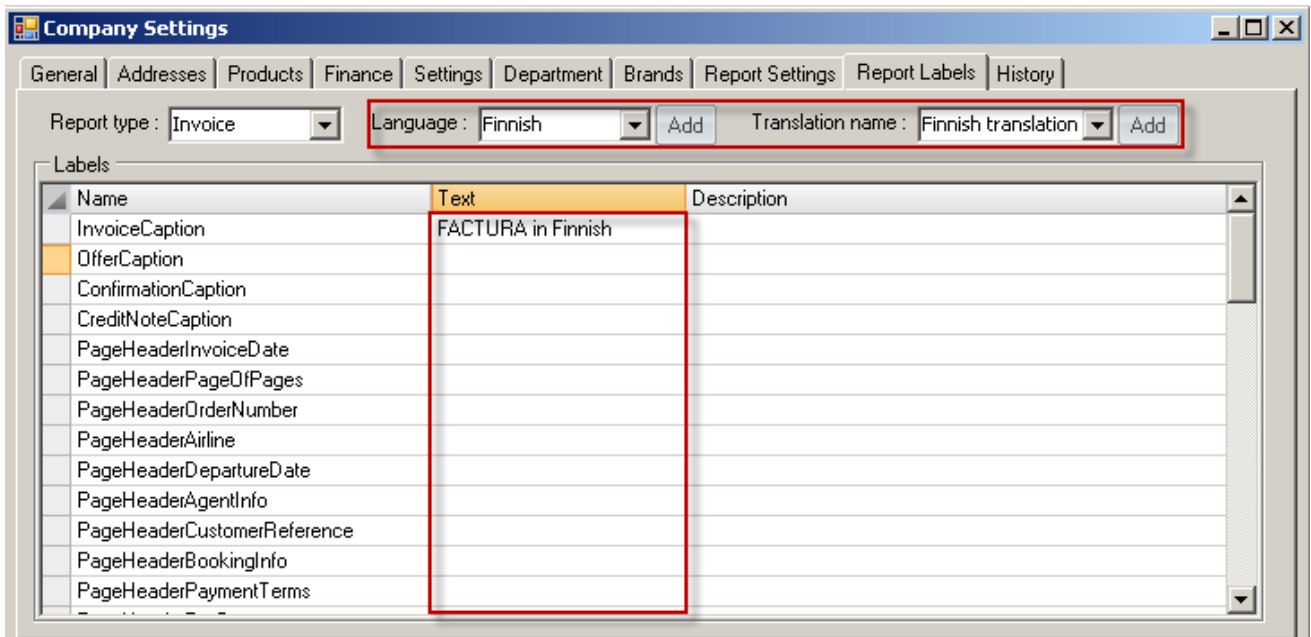 Company Settings
General Addresses Products Finance Settings Department Brands Report Settings Report Labels History
Report type : Invoice Language : Finnish Add Translation name : Finnish translation Add
Labels
Name Text Description
InvoiceCaption FACTURA in Finnish
OfferCaption
ConfirmationCaption
CreditNoteCaption
PageHeaderInvoiceDate
PageHeaderPageOfPages
PageHeaderOrderNumber
PageHeaderAirline
PageHeaderDepartureDate
PageHeaderAgentInfo
PageHeaderCustomerReference
PageHeaderBookingInfo
PageHeaderPaymentTerms